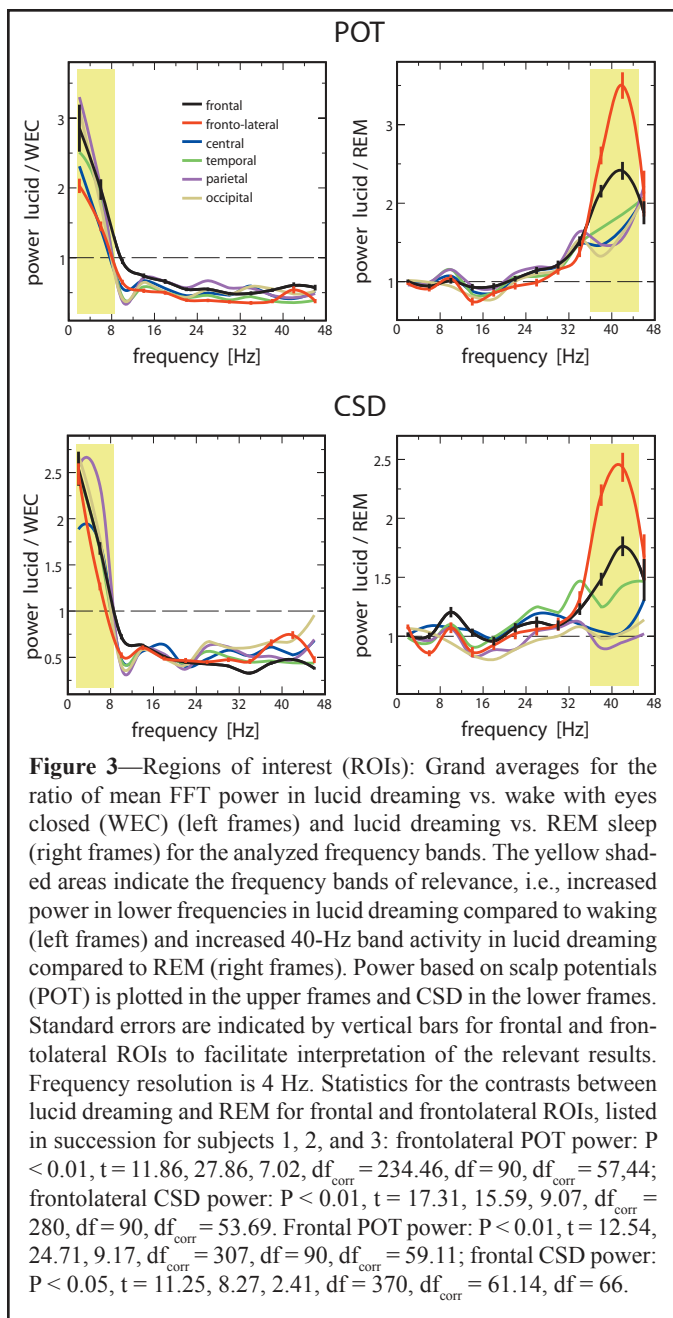 POT
3
2
1
0 8 16 24 32 40 48
power lucid / WEC
frequency [Hz]
frontal
fronto-lateral
central
temporal
parietal
occipital
3
2
1
0 8 16 24 32 40 48
power lucid / REM
frequency [Hz]
CSD
2.5
2
1.5
1
0.5
0 8 16 24 32 40 48
power lucid / WEC
frequency [Hz]
2.5
2
1.5
1
0 8 16 24 32 40 48
power lucid / REM
frequency [Hz]
Figure 3—Regions of interest (ROIs): Grand averages for the
ratio of mean FFT power in lucid dreaming vs. wake with eyes
closed (WEC) (left frames) and lucid dreaming vs. REM sleep
(right frames) for the analyzed frequency bands. The yellow shad-
ed areas indicate the frequency bands of relevance, i.e., increased
power in lower frequencies in lucid dreaming compared to waking
(left frames) and increased 40-Hz band activity in lucid dreaming
compared to REM (right frames). Power based on scalp potentials
(POT) is plotted in the upper frames and CSD in the lower frames.
Standard errors are indicated by vertical bars for frontal and fron-
tolateral ROIs to facilitate interpretation of the relevant results.
Frequency resolution is 4 Hz. Statistics for the contrasts between
lucid dreaming and REM for frontal and frontolateral ROIs, listed
in succession for subjects 1, 2, and 3: frontolateral POT power: P
< 0.01, t = 11.86, 27.86, 7.02, df_corr = 234.46, df = 90, df_corr = 57,44;
frontolateral CSD power: P < 0.01, t = 17.31, 15.59, 9.07, df_corr =
280, df = 90, df_corr = 53.69. Frontal POT power: P < 0.01, t = 12.54,
24.71, 9.17, df_corr = 307, df = 90, df_corr = 59.11; frontal CSD power:
P < 0.05, t = 11.25, 8.27, 2.41, df = 370, df_corr = 61.14, df = 66.